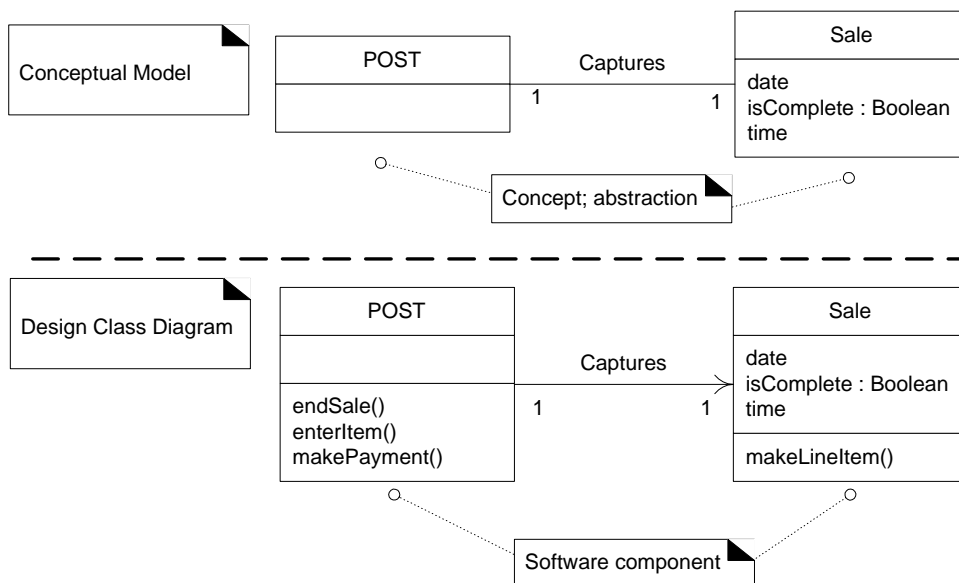 Conceptual Model
POST
Captures
1
1
Sale
date
isComplete : Boolean
time
Concept; abstraction
Design Class Diagram
POST
endSale()
enterItem()
makePayment()
Captures
1
1
Sale
date
isComplete : Boolean
time
makeLineItem()
Software component